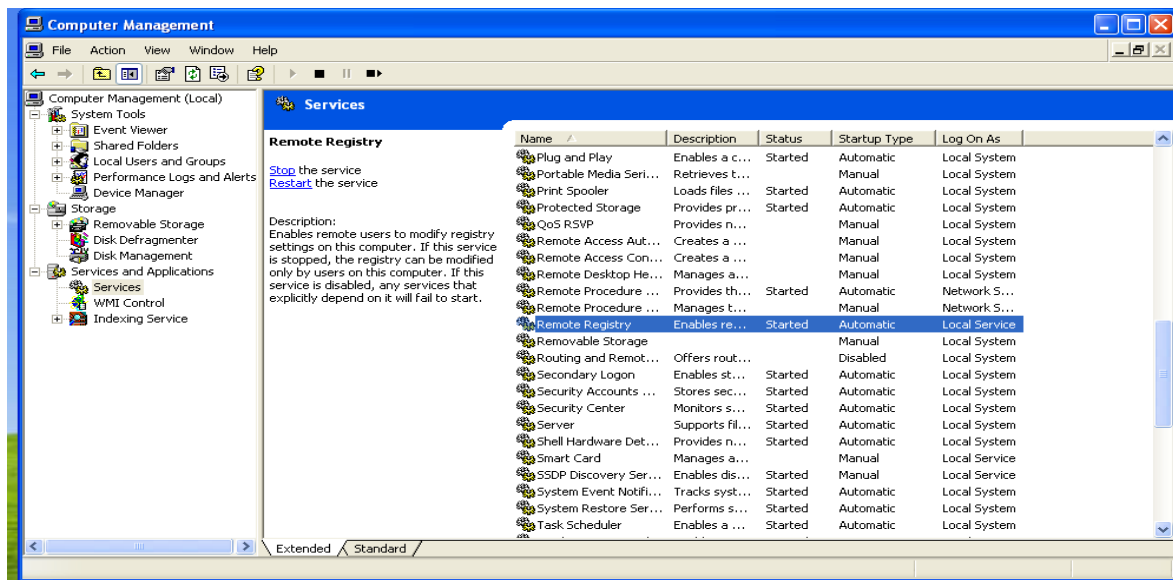 Computer Management
File Action View Window Help
Computer Management (Local)
System Tools
Event Viewer
Shared Folders
Local Users and Groups
Performance Logs and Alerts
Device Manager
Storage
Removable Storage
Disk Defragmenter
Disk Management
Services and Applications
Services
WMI Control
Indexing Service
Services
Remote Registry
Stop the service
Restart the service
Description:
Enables remote users to modify registry
settings on this computer. If this service
is stopped, the registry can be modified
only by users on this computer. If this
service is disabled, any services that
explicitly depend on it will fail to start.
Name Description Status Startup Type Log On As
Plug and Play Enables a c... Started Automatic Local System
Portable Media Seri... Retrieves t... Manual Local System
Print Spooler Loads files ... Started Automatic Local System
Protected Storage Provides pr... Started Automatic Local System
QoS RSVP Provides n... Manual Local System
Remote Access Aut... Creates a ... Manual Local System
Remote Access Con... Creates a ... Manual Local System
Remote Desktop He... Manages a... Manual Local System
Remote Procedure ... Provides th... Started Automatic Network S...
Remote Procedure ... Manages t... Manual Network S...
Remote Registry Enables re... Started Automatic Local Service
Removable Storage Manual Local System
Routing and Remot... Offers rout... Disabled Local System
Secondary Logon Enables st... Started Automatic Local System
Security Accounts ... Stores sec... Started Automatic Local System
Security Center Monitors s... Started Automatic Local System
Server Supports fil... Started Automatic Local System
Shell Hardware Det... Provides n... Started Automatic Local System
Smart Card Manages a... Manual Local Service
SSDP Discovery Ser... Enables dis... Started Manual Local Service
System Event Notifi... Tracks syst... Started Automatic Local System
System Restore Ser... Performs s... Started Automatic Local System
Task Scheduler Enables a ... Started Automatic Local System
Extended Standard